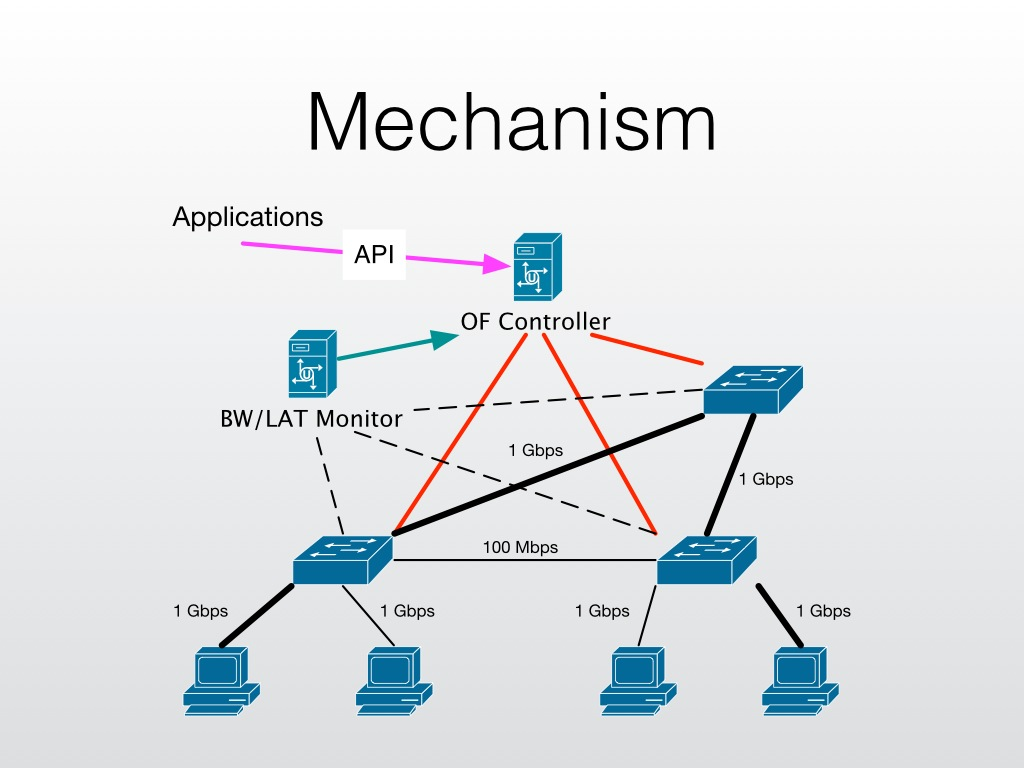 Mechanism
Applications
API
OF Controller
BW/LAT Monitor
1 Gbps
1 Gbps
100 Mbps
1 Gbps
1 Gbps
1 Gbps
1 Gbps